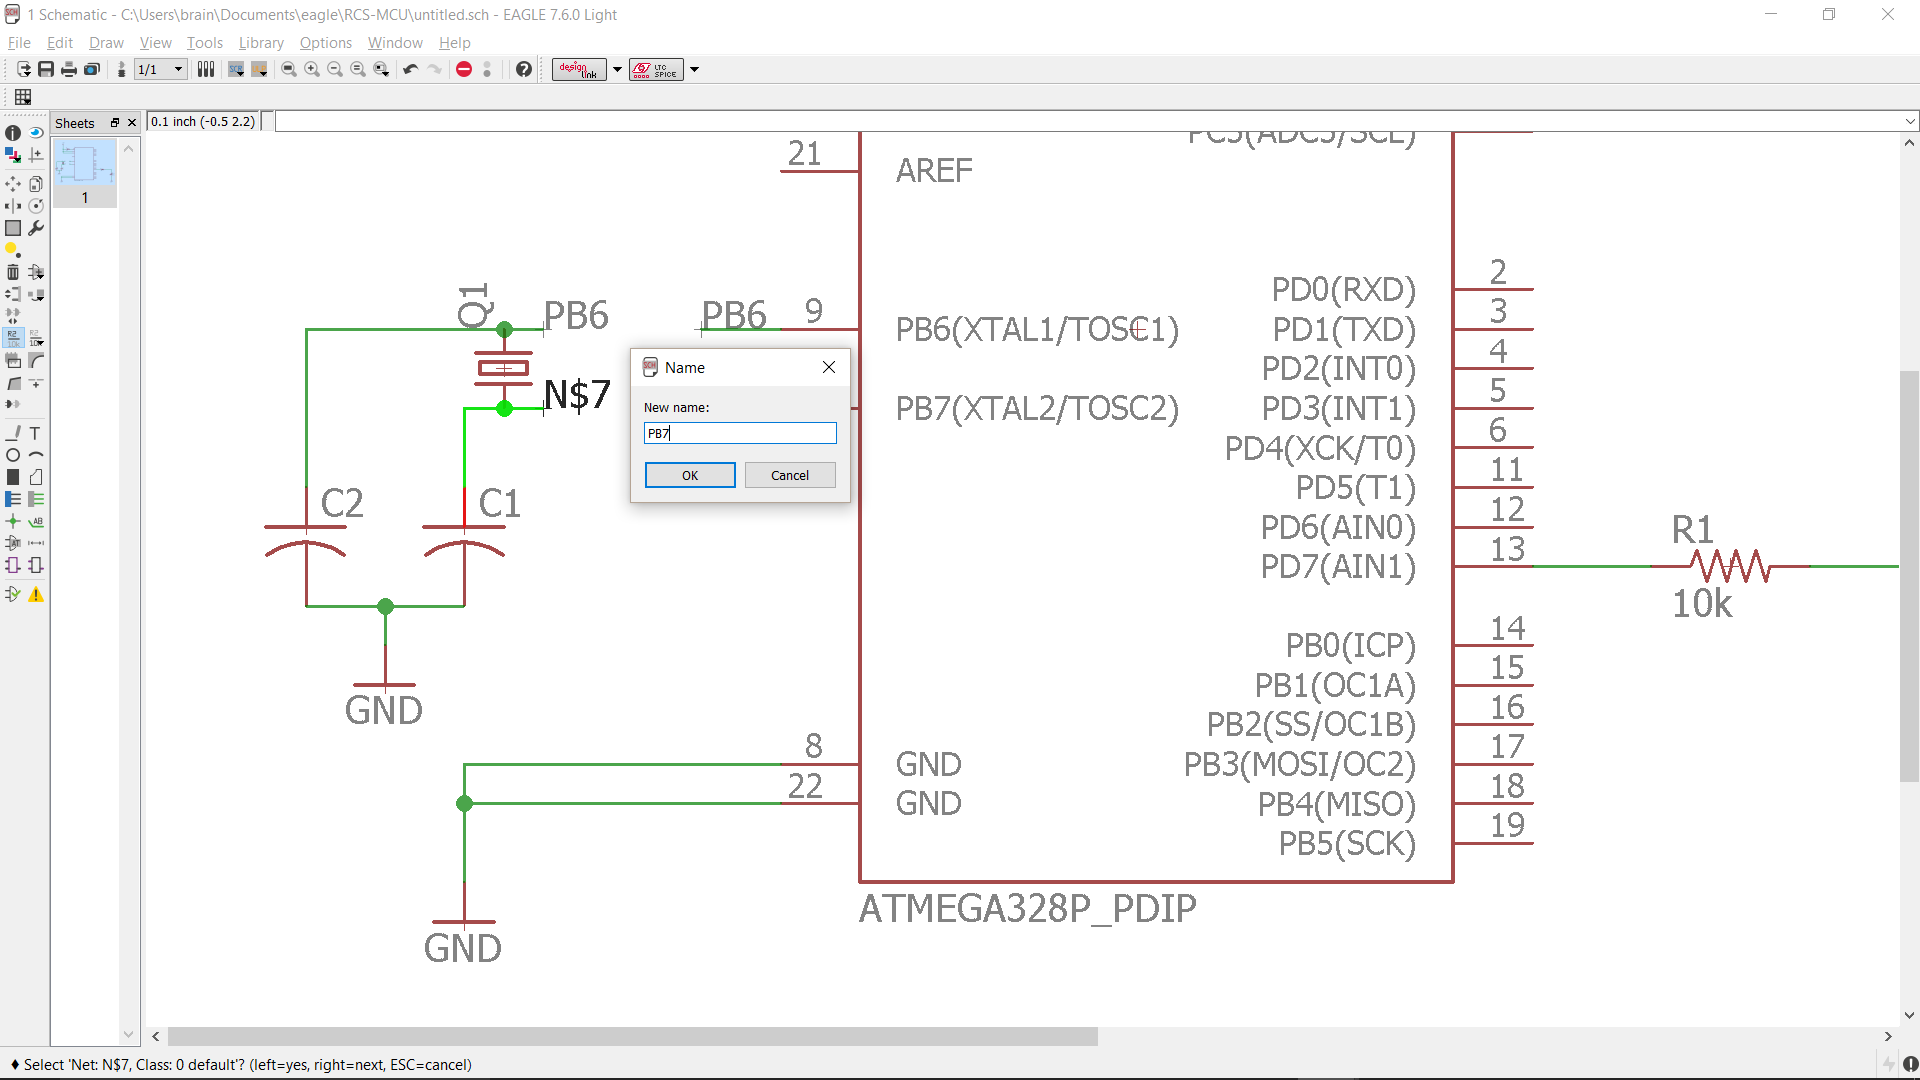 1 Schematic - C:\Users\brain\Documents\eagle\RCS-MCU\untitled.sch - EAGLE 7.6.0 Light
File Edit Draw View Tools Library Options Window Help
1/1
design link
LTC SPICE
Sheets
0.1 inch (-0.5 2.2)
1
21
AREF
PC5(ADC5/SCL)
Q1
PB6
PB6
9
PB6(XTAL1/TOSC1)
N$7
PB7(XTAL2/TOSC2)
Name
New name:
PB7
OK
Cancel
C2
C1
GND
8
GND
22
GND
GND
PD0(RXD)
2
PD1(TXD)
3
PD2(INT0)
4
PD3(INT1)
5
PD4(XCK/T0)
6
PD5(T1)
11
PD6(AIN0)
12
PD7(AIN1)
13
R1
10k
PB0(ICP)
14
PB1(OC1A)
15
PB2(SS/OC1B)
16
PB3(MOSI/OC2)
17
PB4(MISO)
18
PB5(SCK)
19
ATMEGA328P_PDIP
Select 'Net: N$7, Class: 0 default'? (left=yes, right=next, ESC=cancel)